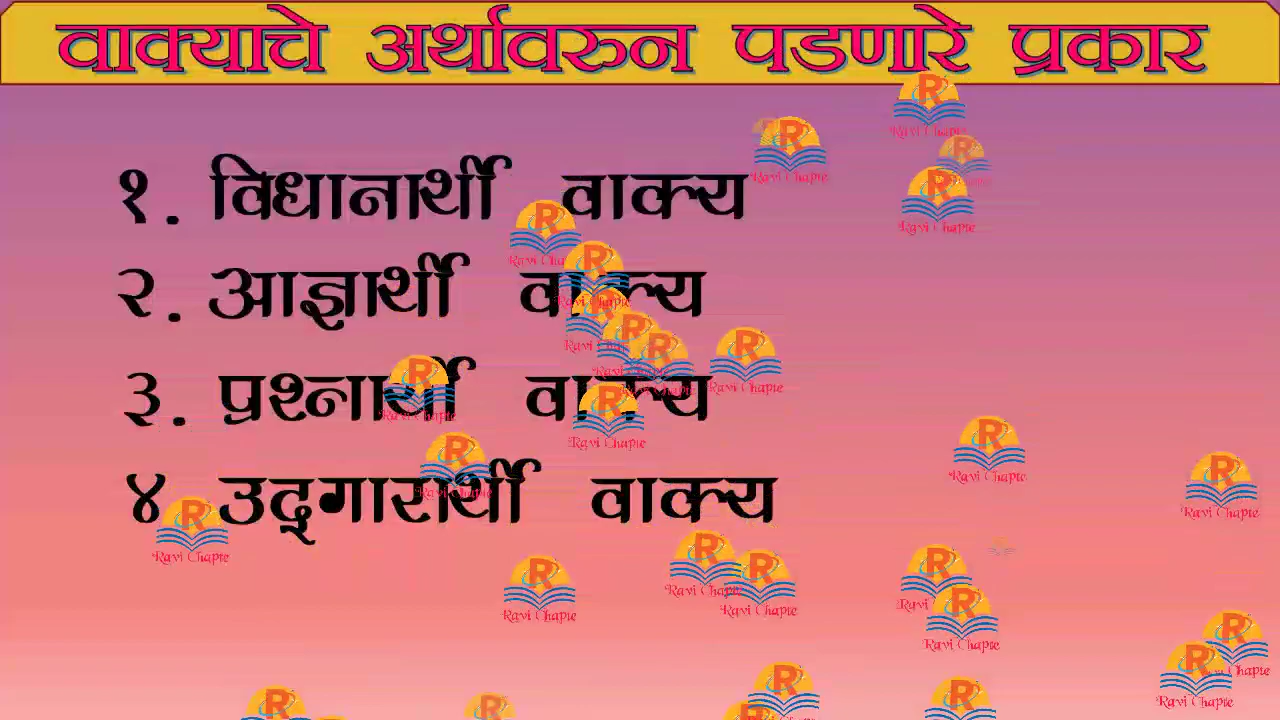 वाक्याचे अर्थावरुन पडणारे प्रकार
१. विधानार्थी वाक्य
२. आज्ञार्थी वाक्य
३. प्रश्नार्थी वाक्य
४ उद्‌गारार्थी वाक्य
Ravi Chapte